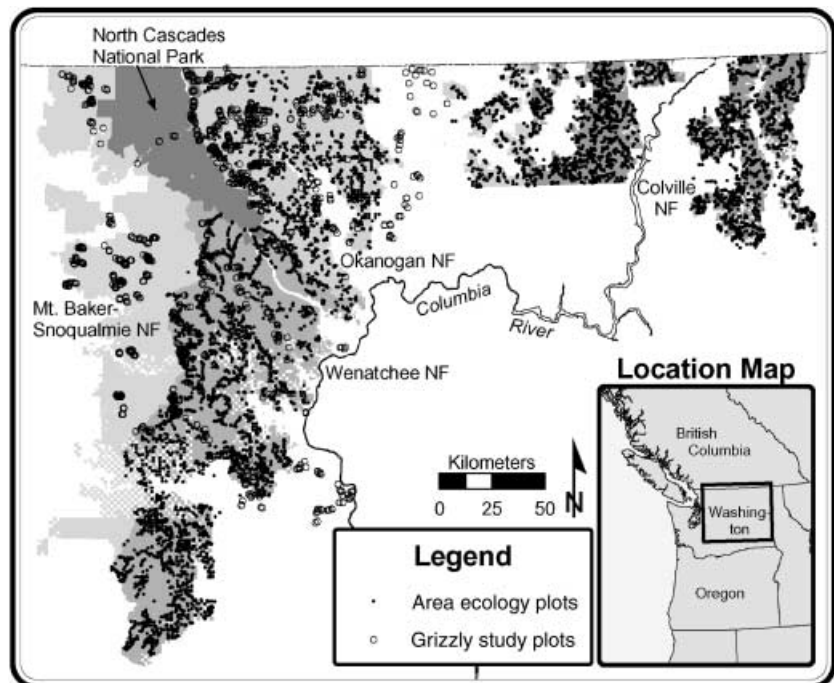 North Cascades
National Park
Okanogan NF
Colville
NF
Mt. Baker-
Snoqualmie NF
Columbia
River
Wenatchee NF
Kilometers
0 25 50
N
Legend
Area ecology plots
Grizzly study plots
Location Map
British
Columbia
Washing-
ton
Oregon